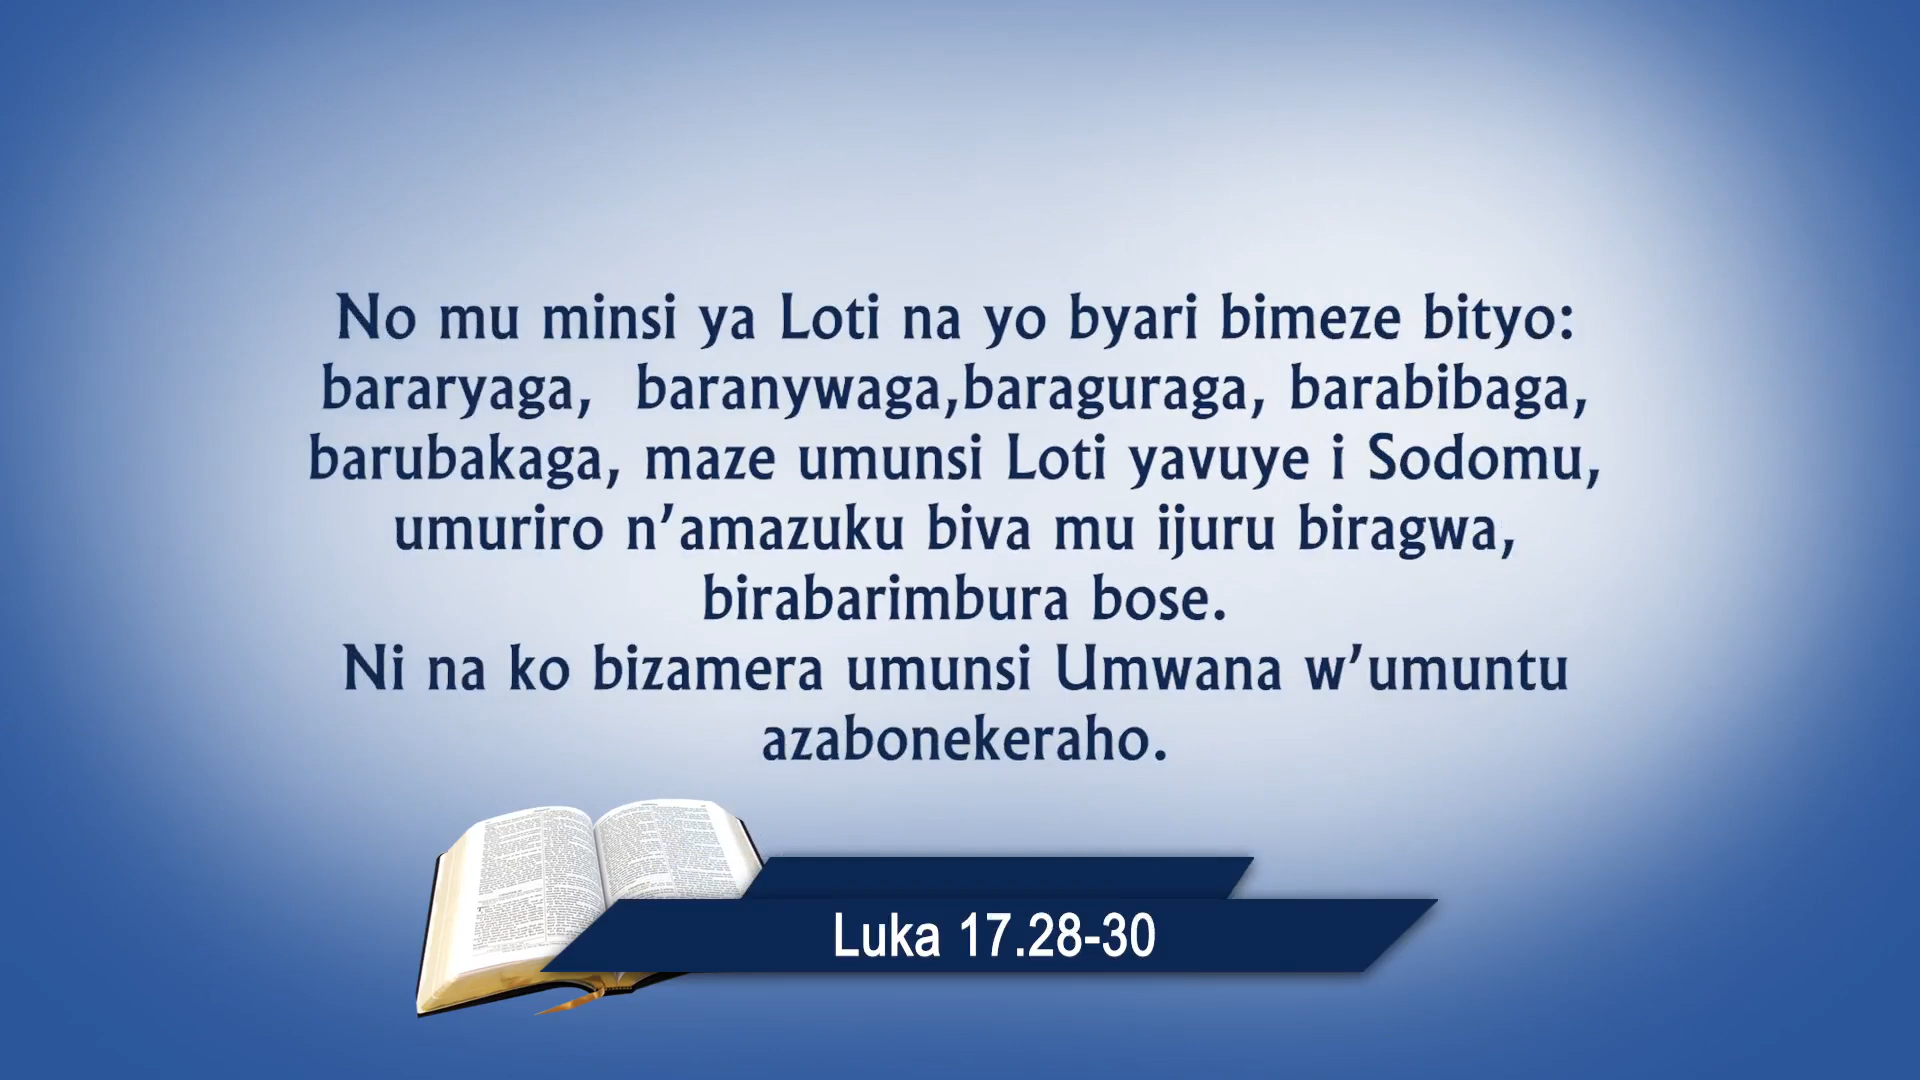 No mu minsi ya Loti na yo byari bimeze bityo:
bararyaga, baranywaga,baraguraga, barabibaga,
barubakaga, maze umunsi Loti yavuye i Sodomu,
umuriro n’amazuku biva mu ijuru biragwa,
birabarimbura bose.
Ni na ko bizamera umunsi Umwana w’umuntu
azabonekeraho.
Luka 17.28-30